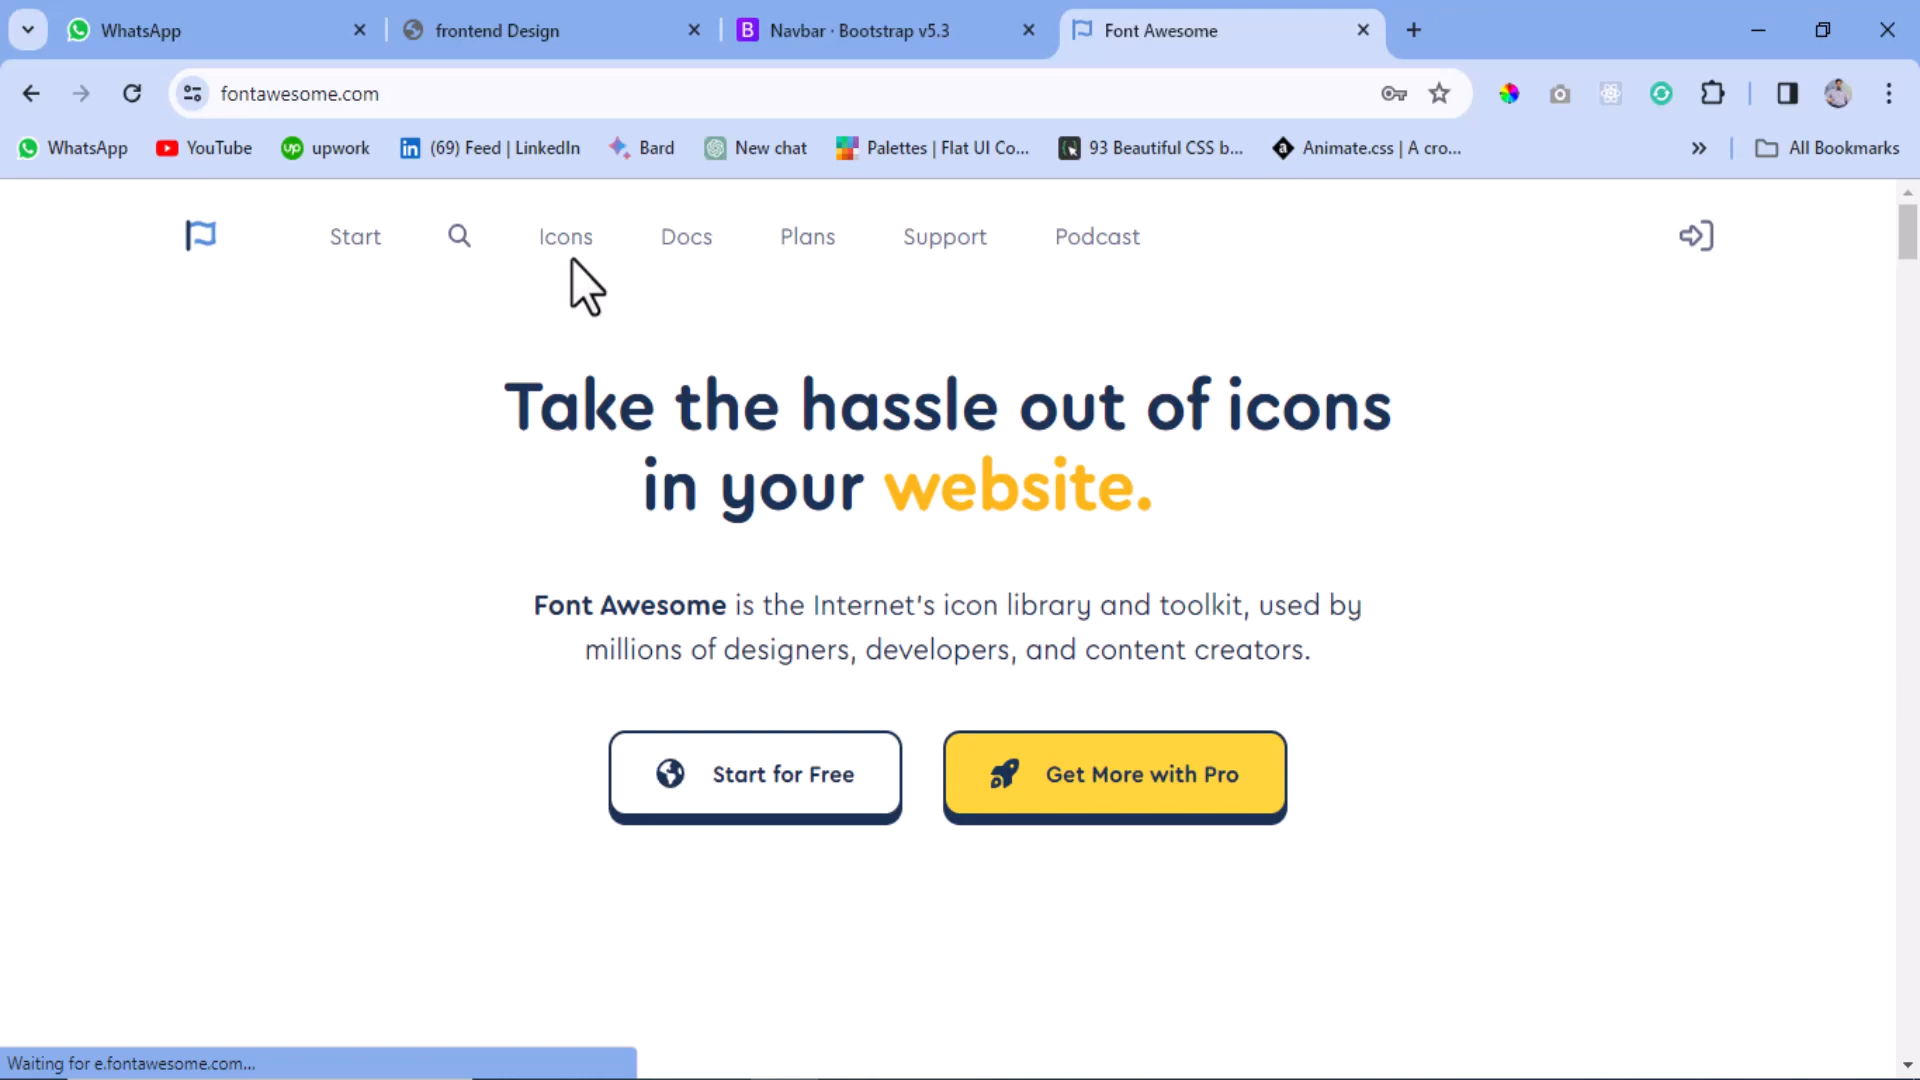 WhatsApp
frontend Design
Navbar · Bootstrap v5.3
Font Awesome
fontawesome.com
WhatsApp
YouTube
up upwork
in (69) Feed | LinkedIn
Bard
New chat
Palettes | Flat UI Co...
93 Beautiful CSS b...
Animate.css | A cro...
All Bookmarks
Start
Icons
Docs
Plans
Support
Podcast
Take the hassle out of icons
in your website.
Font Awesome is the Internet's icon library and toolkit, used by
millions of designers, developers, and content creators.
Start for Free
Get More with Pro
Waiting for e.fontawesome.com...